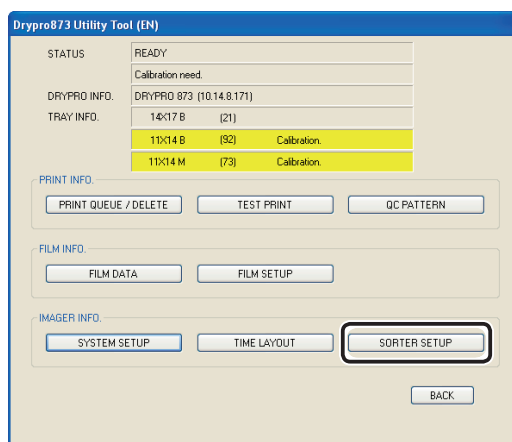 Drypro873 Utility Tool (EN)
STATUS READY
Calibration need.
DRYPRO INFO. DRYPRO 873 (10.14.8.171)
TRAY INFO. 14X17 B (21)
11X14 B (92) Calibration.
11X14 M (73) Calibration.
PRINT INFO.
PRINT QUEUE / DELETE TEST PRINT QC PATTERN
FILM INFO.
FILM DATA FILM SETUP
IMAGER INFO.
SYSTEM SETUP TIME LAYOUT SORTER SETUP
BACK